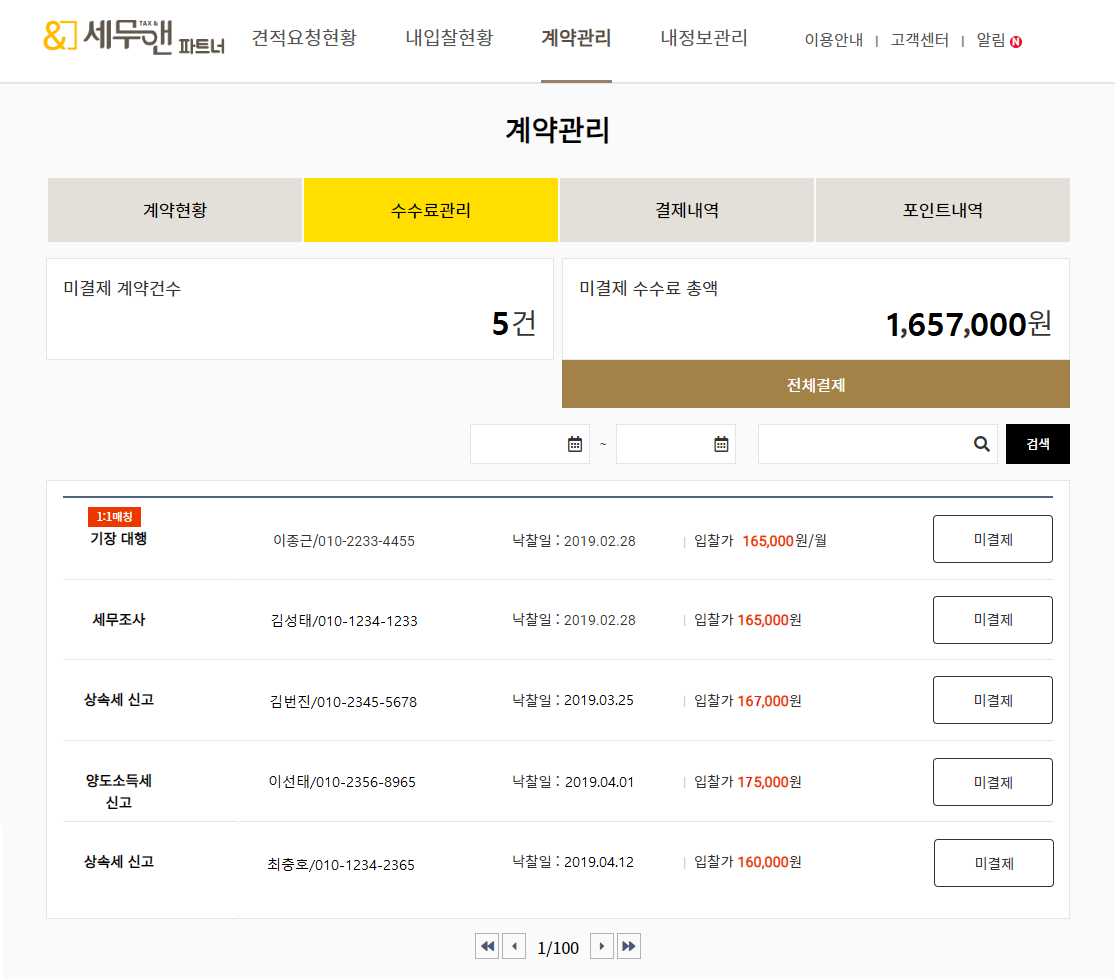 & 세무앤 TAX & 파트너
견적요청현황 내입찰현황 계약관리 내정보관리 이용안내 | 고객센터 | 알림 N
계약관리
계약현황 수수료관리 결제내역 포인트내역
미결제 계약건수
5건
미결제 수수료 총액
1,657,000원
전체결제
~ 검색
1:1매칭
기장 대행 이종근/010-2233-4455 낙찰일 : 2019.02.28 | 입찰가 165,000원/월 미결제
세무조사 김성태/010-1234-1233 낙찰일 : 2019.02.28 | 입찰가 165,000원 미결제
상속세 신고 김번진/010-2345-5678 낙찰일 : 2019.03.25 | 입찰가 167,000원 미결제
양도소득세 이선태/010-2356-8965 낙찰일 : 2019.04.01 | 입찰가 175,000원 미결제
신고
상속세 신고 최충호/010-1234-2365 낙찰일 : 2019.04.12 | 입찰가 160,000원 미결제
1/100